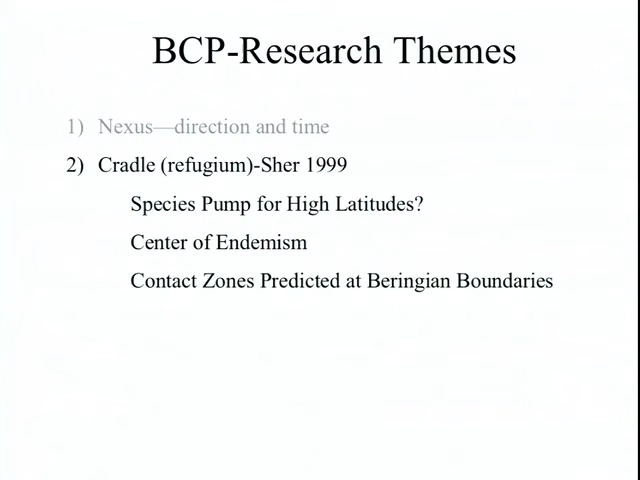 BCP-Research Themes
1) Nexus—direction and time
2) Cradle (refugium)-Sher 1999
Species Pump for High Latitudes?
Center of Endemism
Contact Zones Predicted at Beringian Boundaries